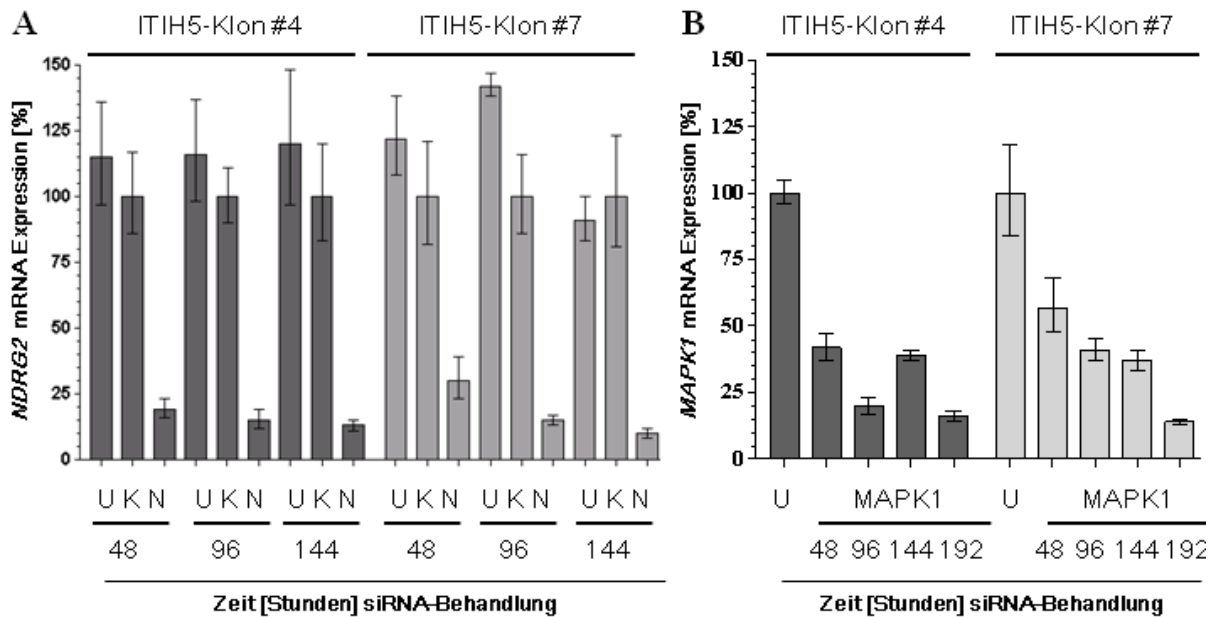 A
ITIH5-Klon #4
ITIH5-Klon #7
NDRG2 mRNA Expression [%]
150
125
100
75
50
25
0
U K N U K N U K N U K N U K N U K N
48 96 144 48 96 144
Zeit [Stunden] siRNA-Behandlung
B
ITIH5-Klon #4
ITIH5-Klon #7
MAPK1 mRNA Expression [%]
150
125
100
75
50
25
0
U MAPK1 U MAPK1
48 96 144 192 48 96 144 192
Zeit [Stunden] siRNA-Behandlung